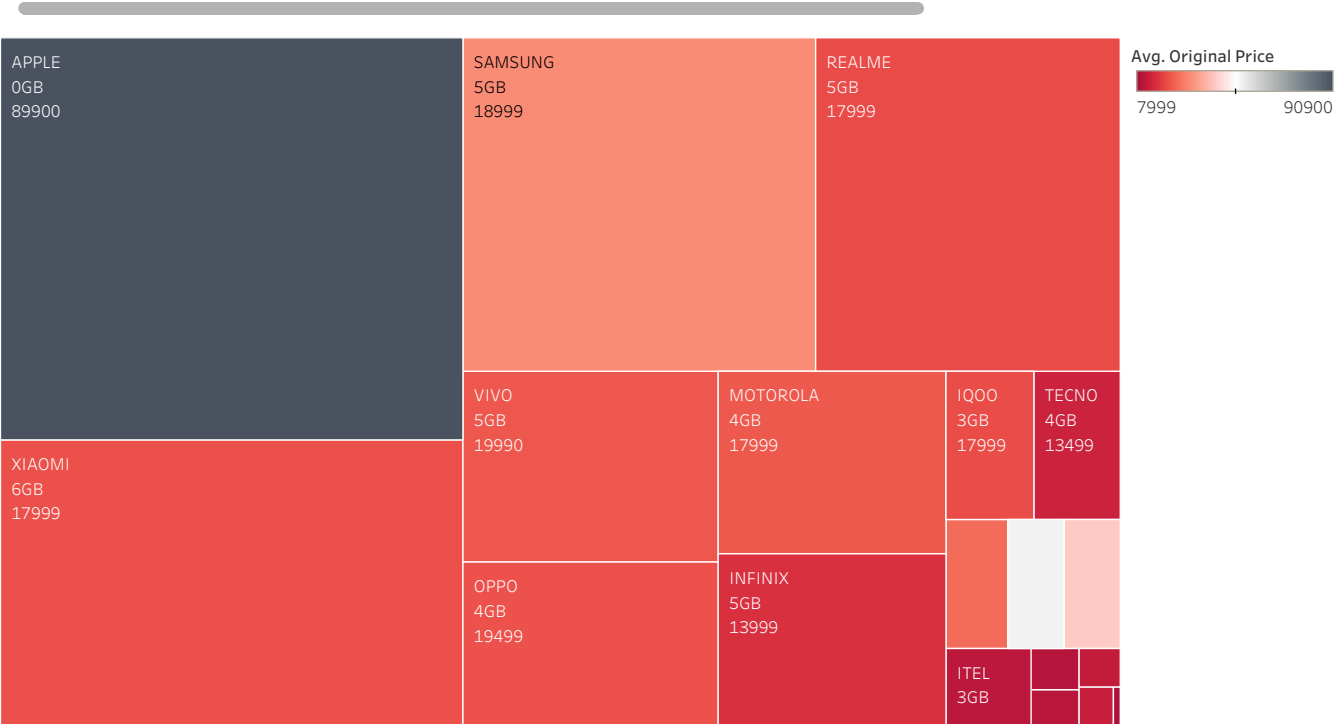 APPLE
0GB
89900
SAMSUNG
5GB
18999
REALME
5GB
17999
Avg. Original Price
7999
90900
XIAOMI
6GB
17999
VIVO
5GB
19990
MOTOROLA
4GB
17999
IQOO
3GB
17999
TECNO
4GB
13499
OPPO
4GB
19499
INFINIX
5GB
13999
ITEL
3GB